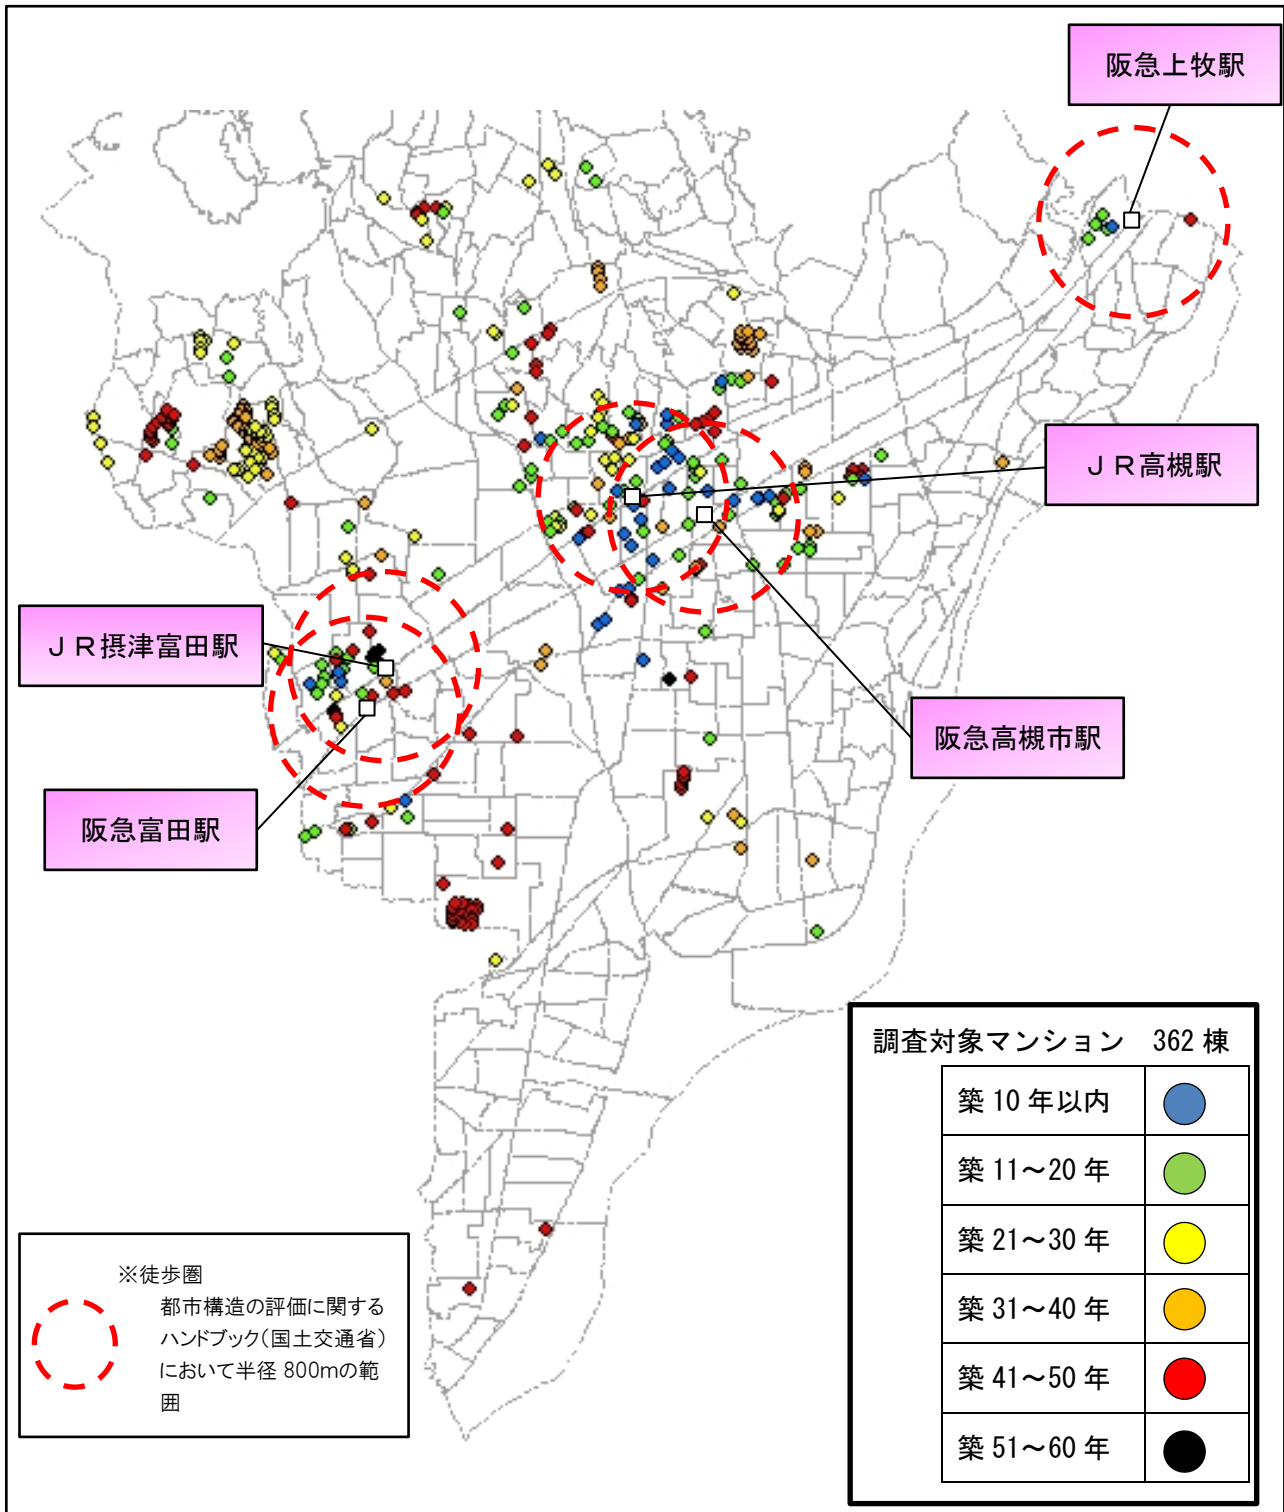 阪急上牧駅
ＪＲ高槻駅
ＪＲ摂津富田駅
阪急高槻市駅
阪急富田駅
調査対象マンション　362 棟
築 10 年以内
築 11～20 年
築 21～30 年
築 31～40 年
築 41～50 年
築 51～60 年
※徒歩圏
都市構造の評価に関する
ハンドブック（国土交通省）
において半径 800mの範
囲